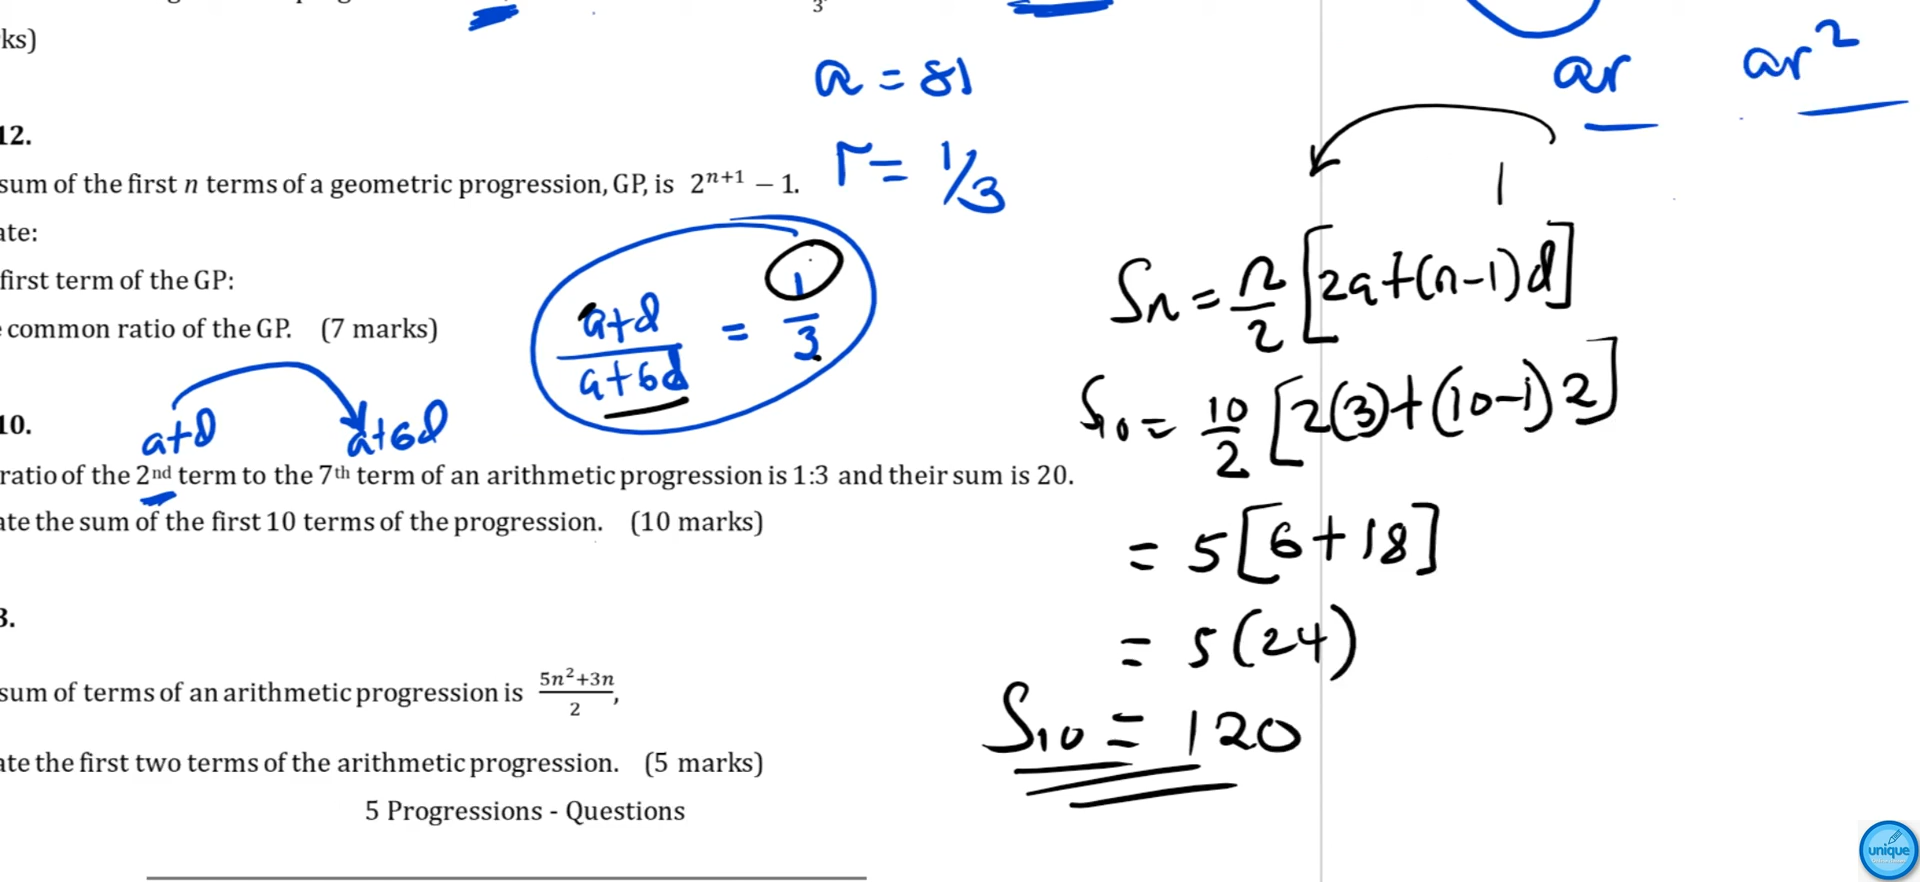 ks)
a = 81
ar ar²
12.
sum of the first n terms of a geometric progression, GP, is 2ⁿ⁺¹ − 1.
r = 1/3
1
ate:
first term of the GP:
common ratio of the GP. (7 marks)
(a+d)/(a+6d) = 1/3
Sn = n/2 [2a+(n-1)d]
10.
a+d a+6d
ratio of the 2nd term to the 7th term of an arithmetic progression is 1:3 and their sum is 20.
ate the sum of the first 10 terms of the progression. (10 marks)
S10 = 10/2 [2(3)+(10-1)2]
= 5[6+18]
= 5(24)
S10 = 120
3.
sum of terms of an arithmetic progression is (5n²+3n)/2,
ate the first two terms of the arithmetic progression. (5 marks)
5 Progressions - Questions
unique